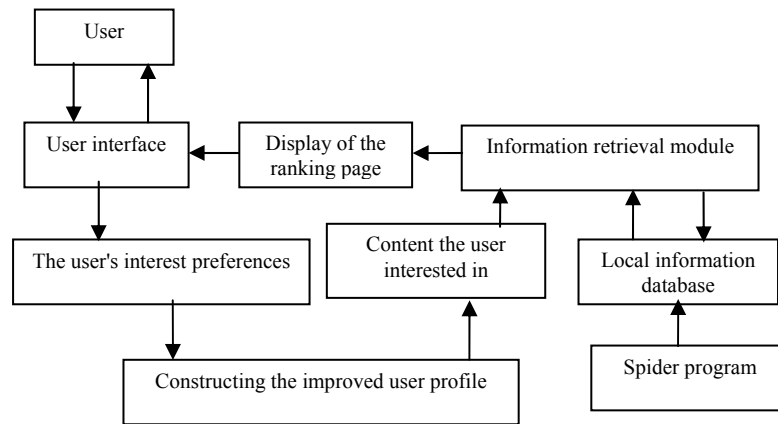 User
User interface
Display of the
ranking page
Information retrieval module
The user's interest preferences
Content the user
interested in
Local information
database
Constructing the improved user profile
Spider program